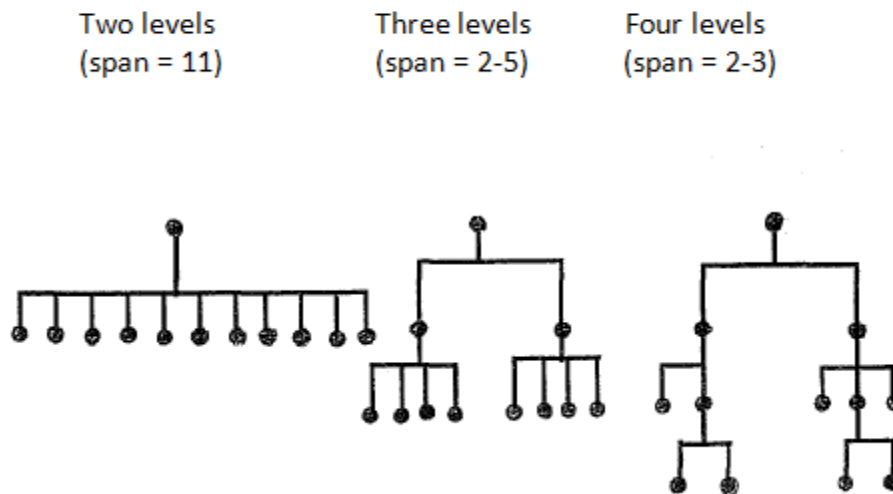 Two levels
(span = 11)
Three levels
(span = 2-5)
Four levels
(span = 2-3)